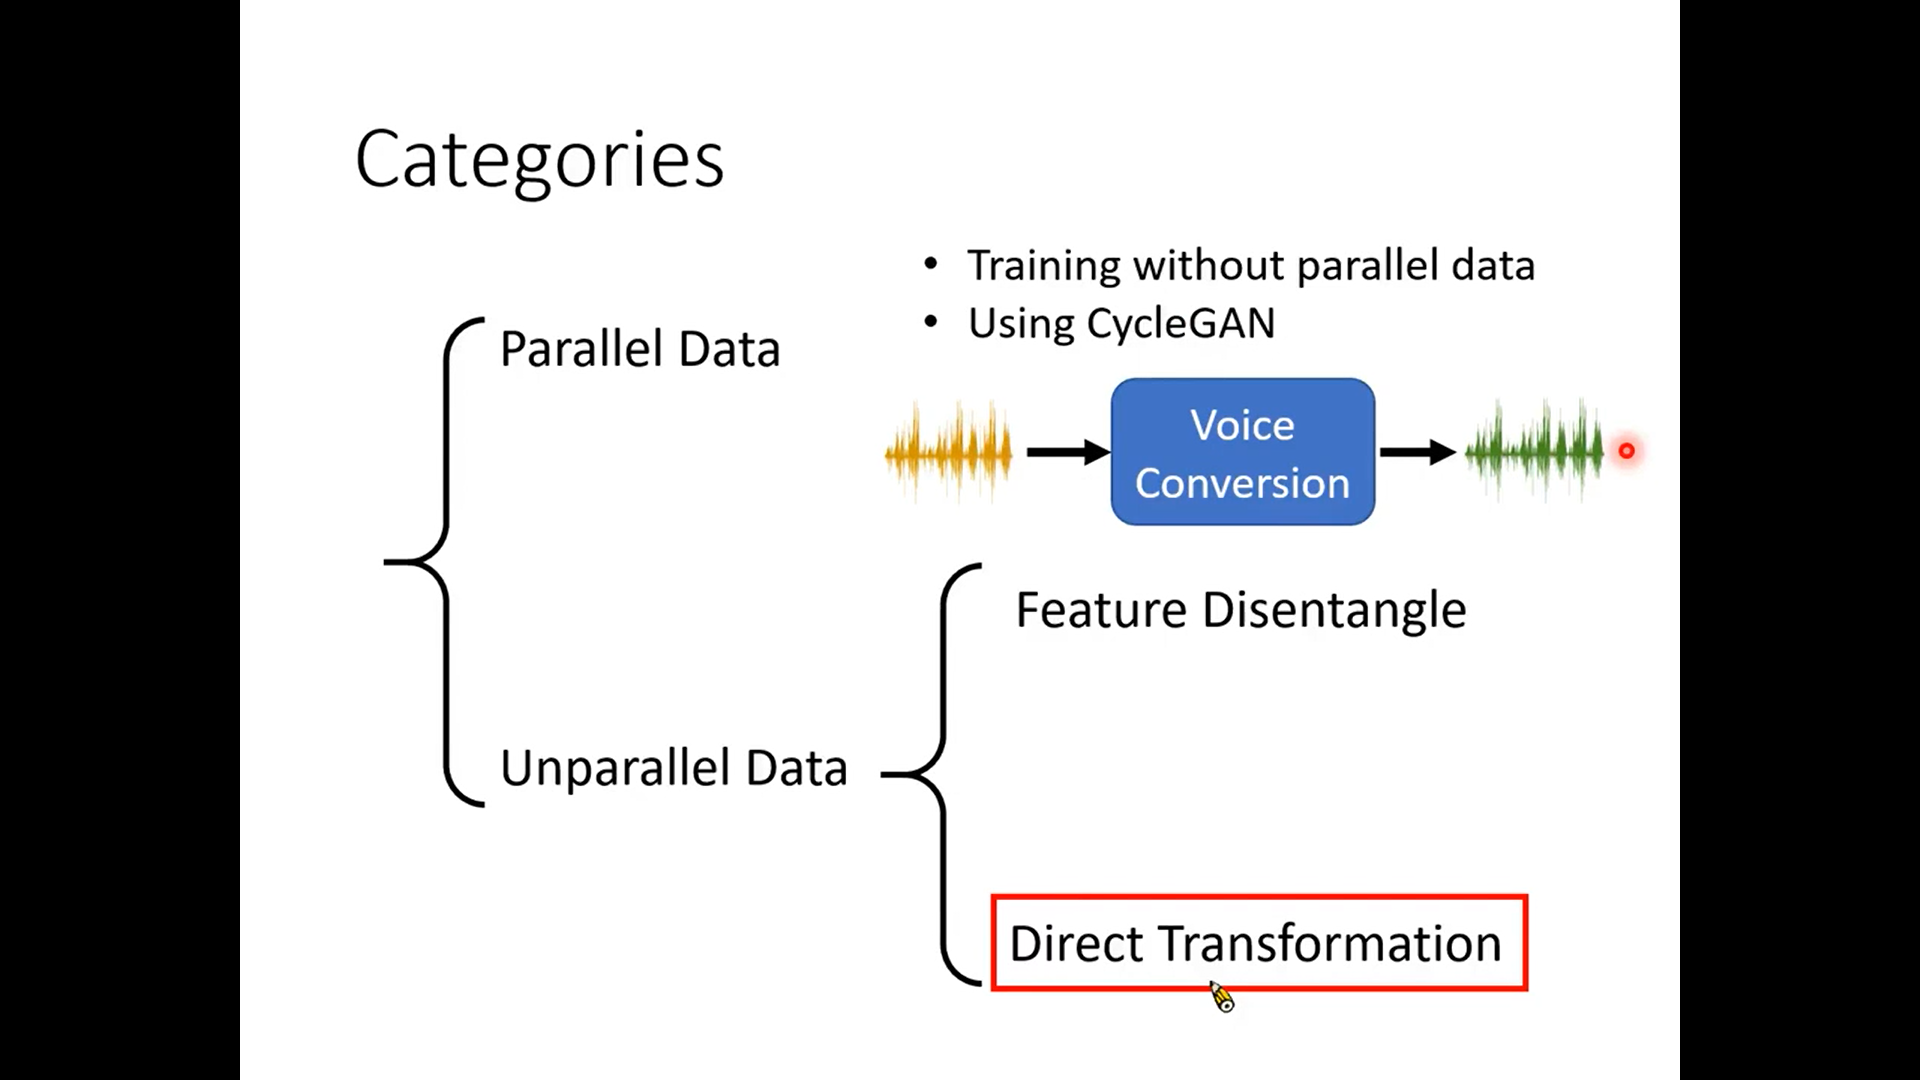 Categories
• Training without parallel data
• Using CycleGAN
Parallel Data
Voice
Conversion
Feature Disentangle
Unparallel Data
Direct Transformation